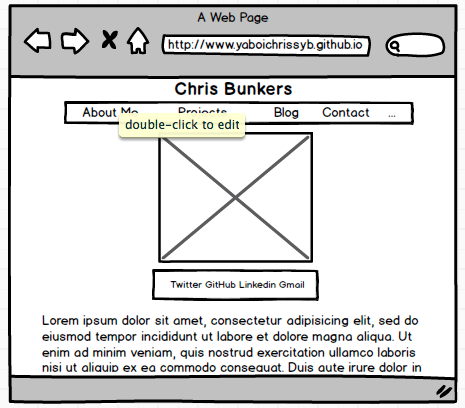 A Web Page
http://www.yaboichrissyb.github.io
Chris Bunkers
About Me Projects Blog Contact ...
double-click to edit
Twitter GitHub Linkedin Gmail
Lorem ipsum dolor sit amet, consectetur adipisicing elit, sed do
eiusmod tempor incididunt ut labore et dolore magna aliqua. Ut
enim ad minim veniam, quis nostrud exercitation ullamco laboris
nisi ut aliquip ex ea commodo consequat. Duis aute irure dolor in